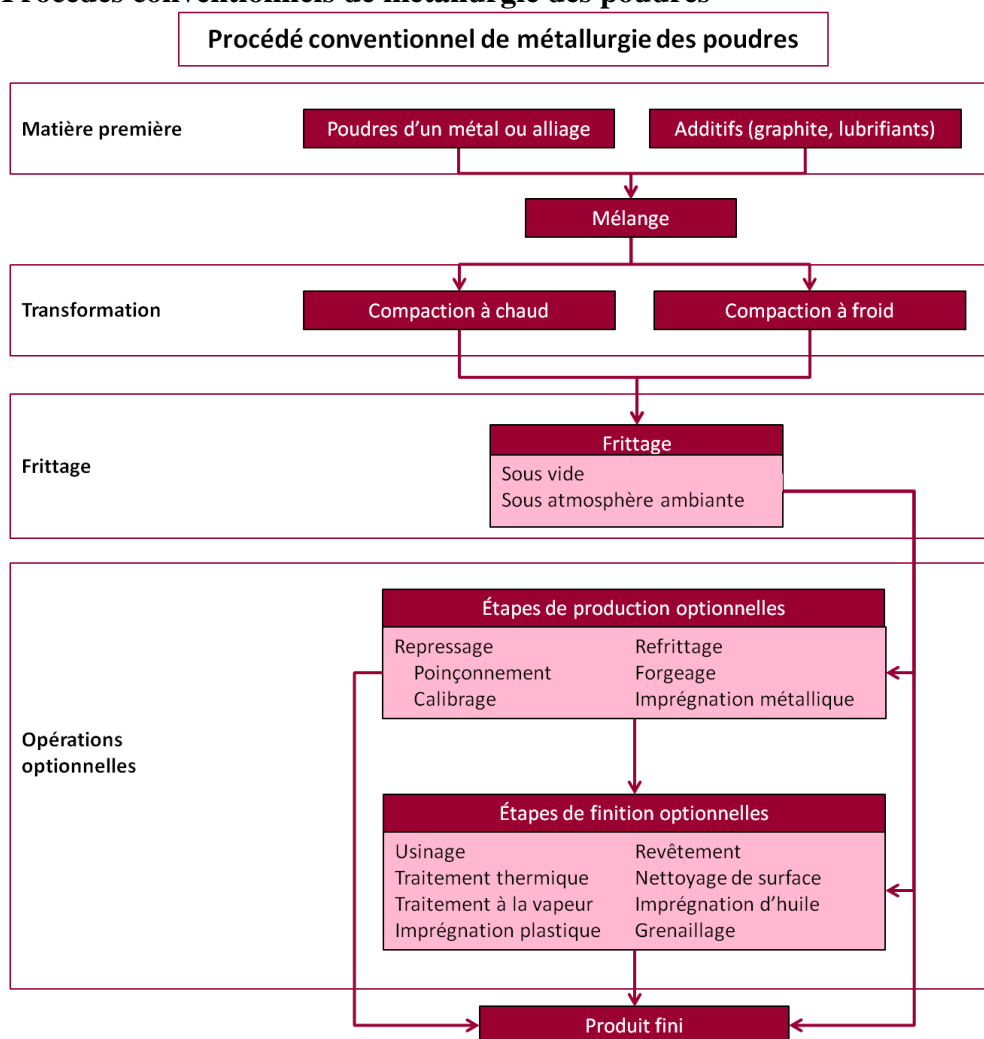 Procédés conventionnels de métallurgie des poudres
Procédé conventionnel de métallurgie des poudres
Matière première
Poudres d’un métal ou alliage
Additifs (graphite, lubrifiants)
Mélange
Transformation
Compaction à chaud
Compaction à froid
Frittage
Frittage
Sous vide
Sous atmosphère ambiante
Opérations
optionnelles
Étapes de production optionnelles
Repressage
Poinçonnement
Calibrage
Refrittage
Forgeage
Imprégnation métallique
Étapes de finition optionnelles
Usinage
Traitement thermique
Traitement à la vapeur
Imprégnation plastique
Revêtement
Nettoyage de surface
Imprégnation d’huile
Grenaillage
Produit fini